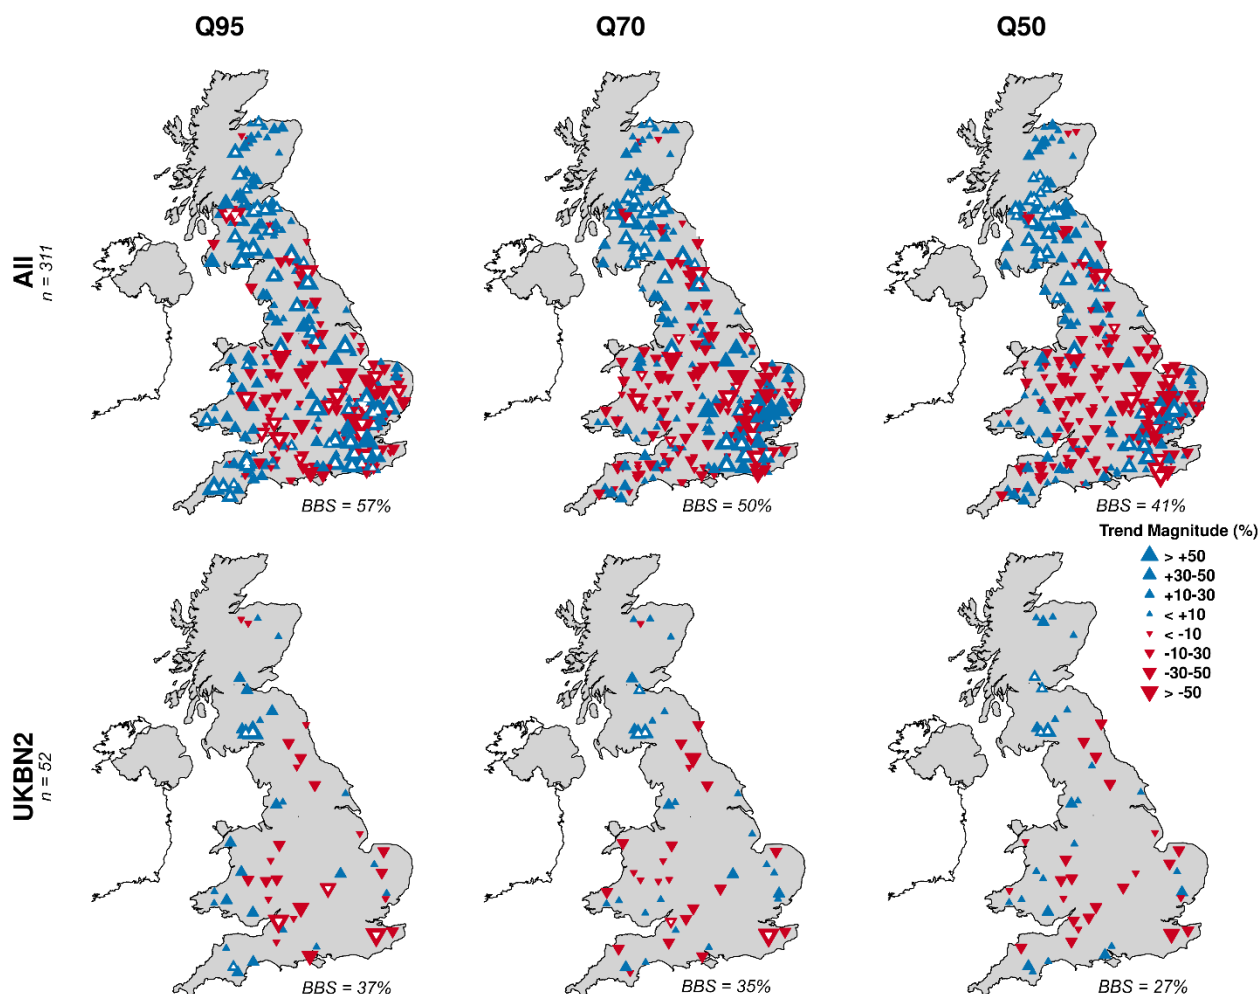 Q95
Q70
Q50
All
n = 311
BBS = 57%
BBS = 50%
BBS = 41%
Trend Magnitude (%)
> +50
+30-50
+10-30
< +10
< -10
-10-30
-30-50
> -50
UKBN2
n = 52
BBS = 37%
BBS = 35%
BBS = 27%